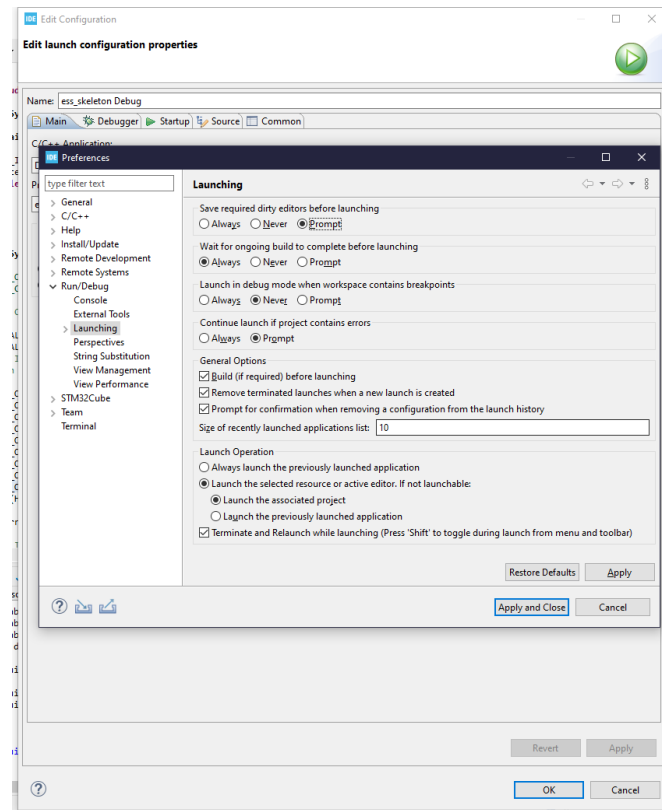 IDE Edit Configuration
Edit launch configuration properties
Name: ess_skeleton Debug
Main Debugger Startup Source Common
C/C++ Application:
IDE Preferences
type filter text
General
C/C++
Help
Install/Update
Remote Development
Remote Systems
Run/Debug
Console
External Tools
Launching
Perspectives
String Substitution
View Management
View Performance
STM32Cube
Team
Terminal
Launching
Save required dirty editors before launching
Always Never Prompt
Wait for ongoing build to complete before launching
Always Never Prompt
Launch in debug mode when workspace contains breakpoints
Always Never Prompt
Continue launch if project contains errors
Always Prompt
General Options
Build (if required) before launching
Remove terminated launches when a new launch is created
Prompt for confirmation when removing a configuration from the launch history
Size of recently launched applications list: 10
Launch Operation
Always launch the previously launched application
Launch the selected resource or active editor. If not launchable:
Launch the associated project
Launch the previously launched application
Terminate and Relaunch while launching (Press 'Shift' to toggle during launch from menu and toolbar)
Restore Defaults Apply
Apply and Close Cancel
Revert Apply
OK Cancel